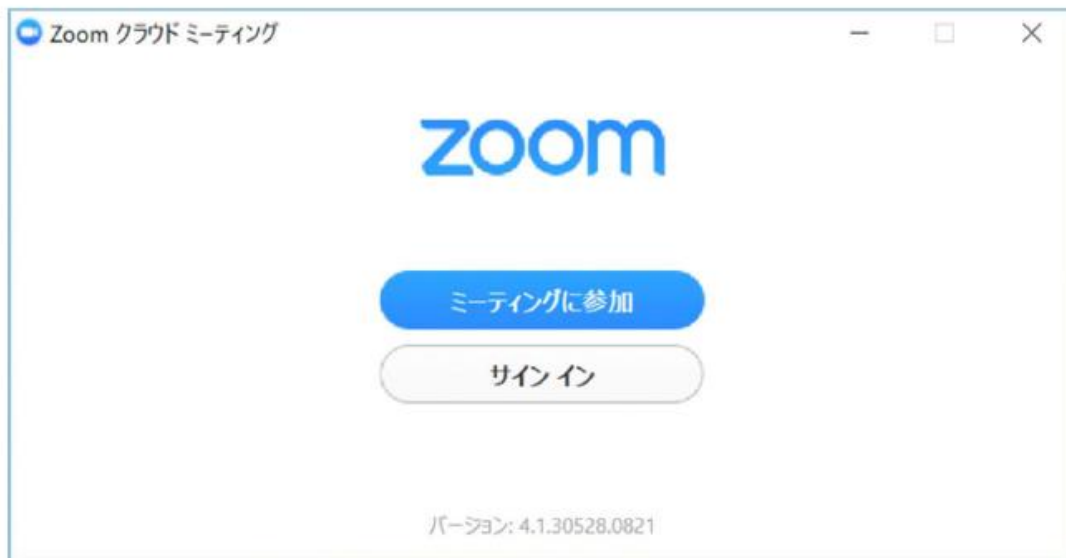 Zoom クラウド ミーティング
zoom
ミーティングに参加
サイン イン
バージョン: 4.1.30528.0821